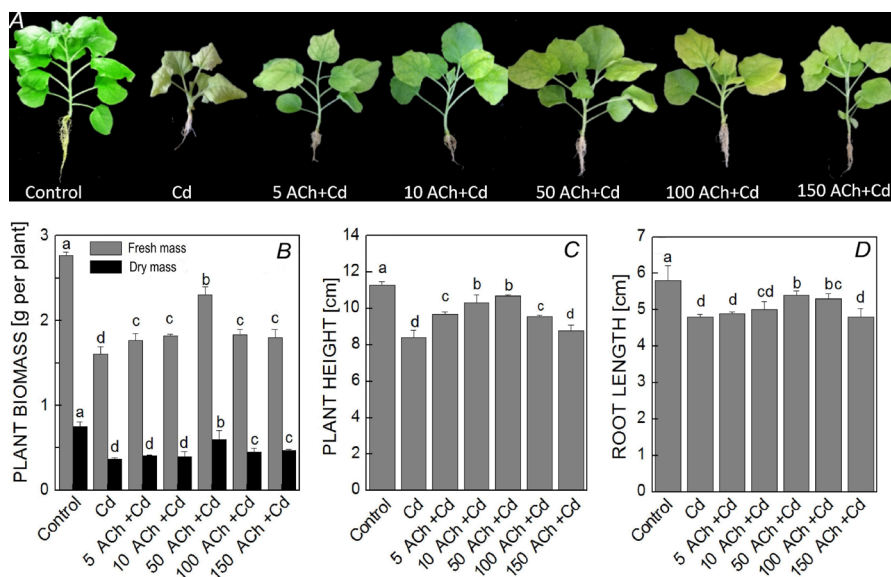 A
Control Cd 5 ACh+Cd 10 ACh+Cd 50 ACh+Cd 100 ACh+Cd 150 ACh+Cd
B
PLANT BIOMASS [g per plant]
3
2
1
0
Fresh mass
Dry mass
a d c c b c c
a d d d b c c
Control Cd 5 ACh +Cd 10 ACh +Cd 50 ACh +Cd 100 ACh +Cd 150 ACh +Cd
C
PLANT HEIGHT [cm]
14
12
10
8
6
4
2
0
a d c b b c d
Control Cd 5 ACh +Cd 10 ACh +Cd 50 ACh +Cd 100 ACh +Cd 150 ACh +Cd
D
ROOT LENGTH [cm]
7
6
5
4
3
2
1
0
a d d cd b bc d
Control Cd 5 ACh +Cd 10 ACh +Cd 50 ACh +Cd 100 ACh +Cd 150 ACh +Cd